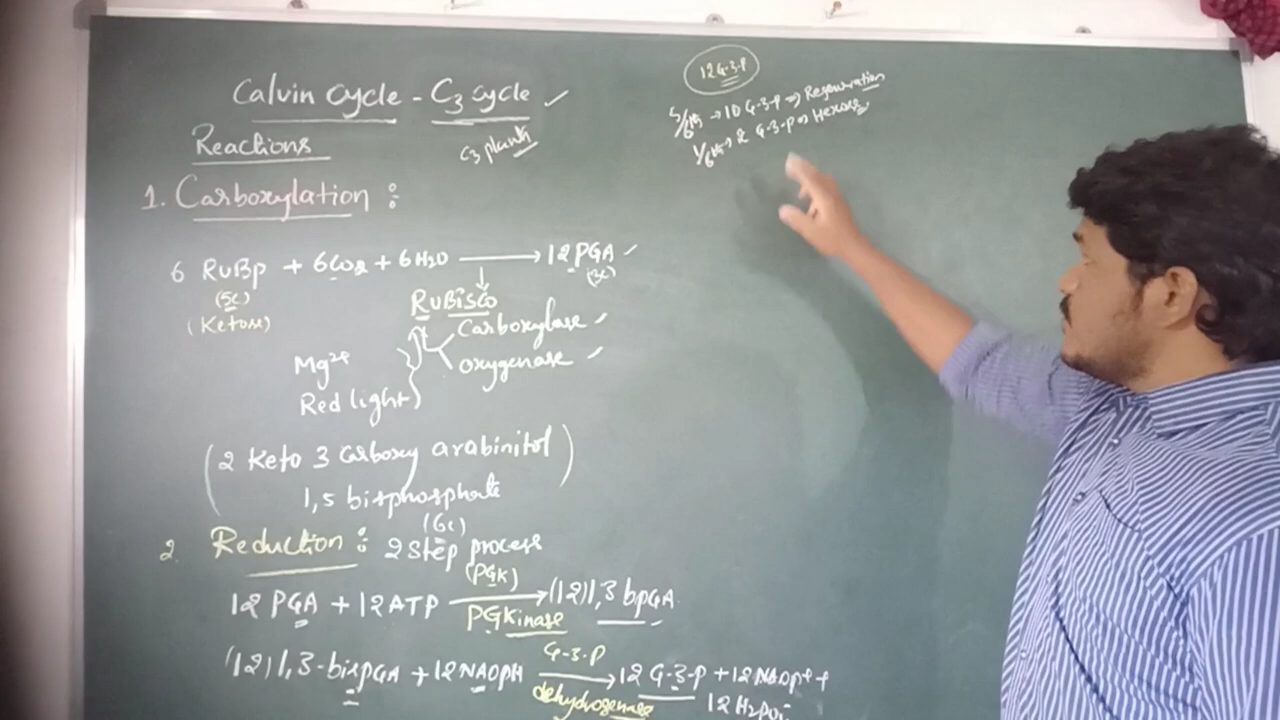 Calvin cycle - C3 cycle ✓
C3 plants
Reactions
1. Carboxylation :
6 RuBp + 6CO2 + 6H2O → 12 PGA ✓
(5C) (3C)
(Ketose)
RuBisCo
Carboxylase ✓
oxygenase ✓
Mg2+
Red light
(2 Keto 3 Carboxy arabinitol
1,5 bisphosphate)
(6C)
2. Reduction : 2 step process
(PGK)
12 PGA + 12 ATP → (12) 1,3 bPGA
PGKinase
G-3-P
(12) 1,3-bisPGA + 12 NADPH → 12 G-3-P + 12 NADP+ +
dehydrogenase
12 H2PO4-
12 G-3-P
5/6th → 10 G-3-P ⇒ Regeneration
1/6th → 2 G-3-P ⇒ Hexose